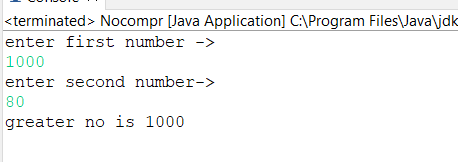 <terminated> Nocompr [Java Application] C:\Program Files\Java\jdk
enter first number ->
1000
enter second number->
80
greater no is 1000